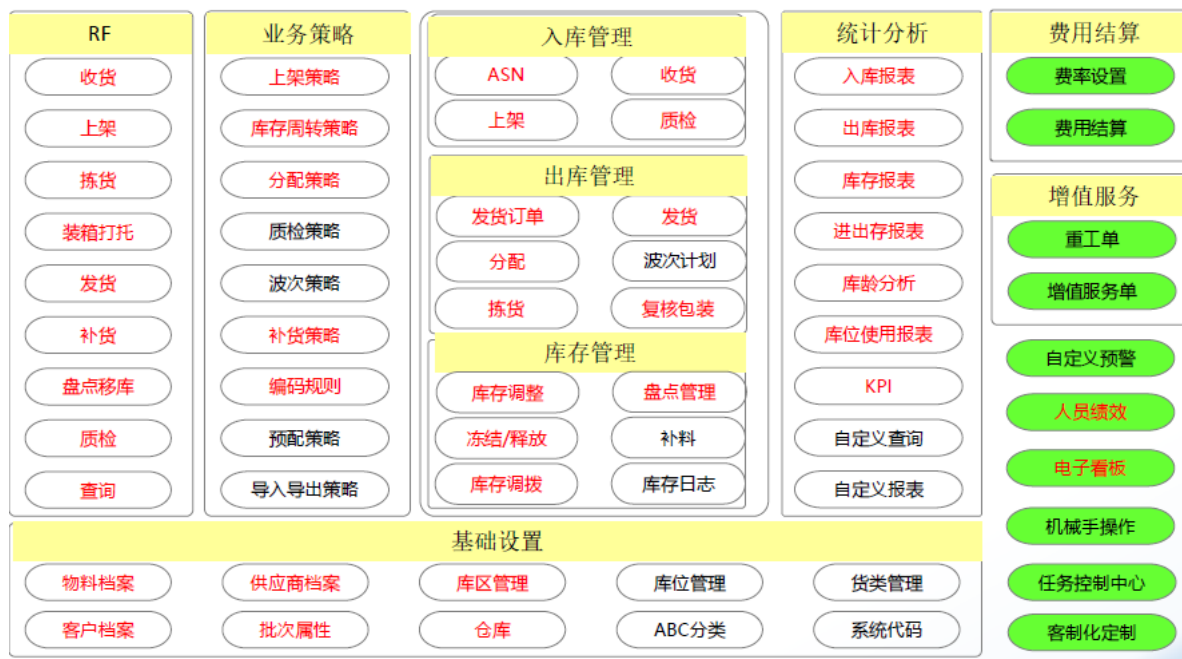 RF
收货
上架
拣货
装箱打托
发货
补货
盘点移库
质检
查询
业务策略
上架策略
库存周转策略
分配策略
质检策略
波次策略
补货策略
编码规则
预配策略
导入导出策略
入库管理
ASN 收货
上架 质检
出库管理
发货订单 发货
分配 波次计划
拣货 复核包装
库存管理
库存调整 盘点管理
冻结/释放 补料
库存调拨 库存日志
统计分析
入库报表
出库报表
库存报表
进出存报表
库龄分析
库位使用报表
KPI
自定义查询
自定义报表
费用结算
费率设置
费用结算
增值服务
重工单
增值服务单
自定义预警
人员绩效
电子看板
机械手操作
任务控制中心
客制化定制
基础设置
物料档案 供应商档案 库区管理 库位管理 货类管理
客户档案 批次属性 仓库 ABC分类 系统代码